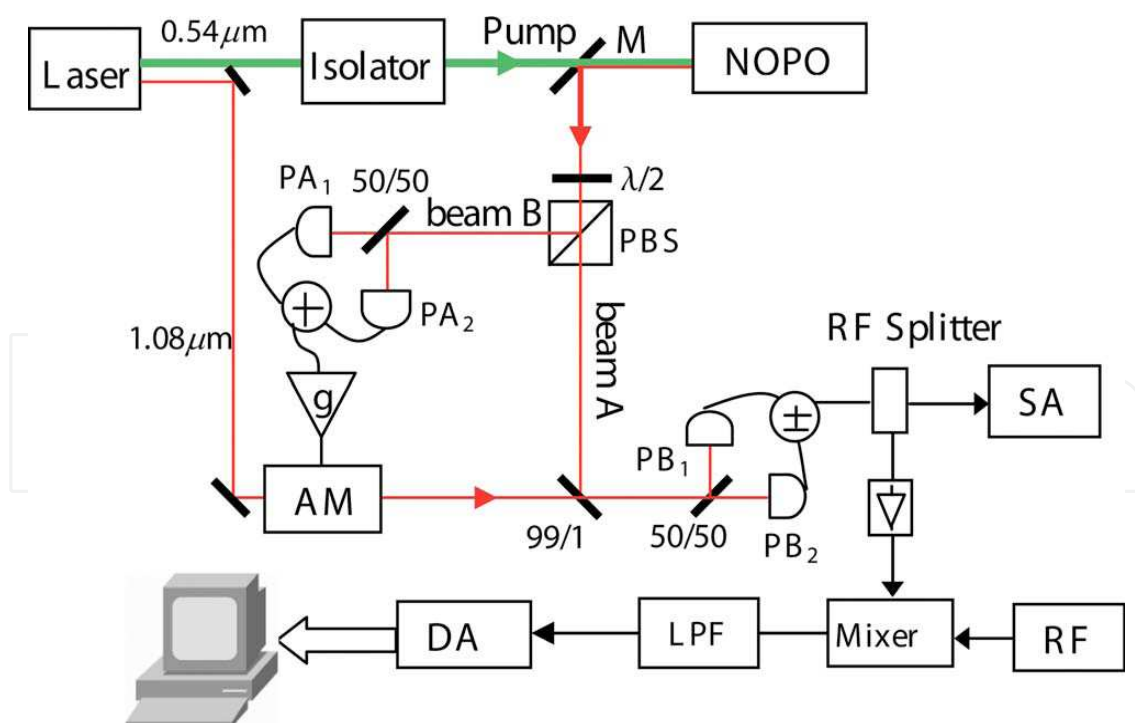 0.54μm
Laser
Isolator
Pump
M
NOPO
λ/2
PA₁
50/50
beam B
PBS
PA₂
1.08μm
beam A
RF Splitter
g
SA
PB₁
AM
99/1
50/50
PB₂
DA
LPF
Mixer
RF